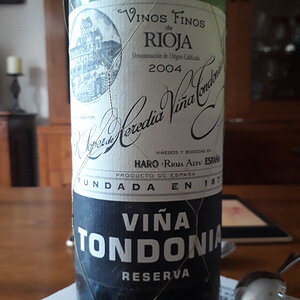 VINOS FINOS
de
RIOJA
Denominación de Origen Calificada
2004
R. López de Heredia Viña Tondonia
VIÑEDOS Y BODEGAS EN
HARO (RIOJA ALTA) ESPAÑA
PRODUCTO DE ESPAÑA
FUNDADA EN 187
VIÑA
TONDONIA
RESERVA